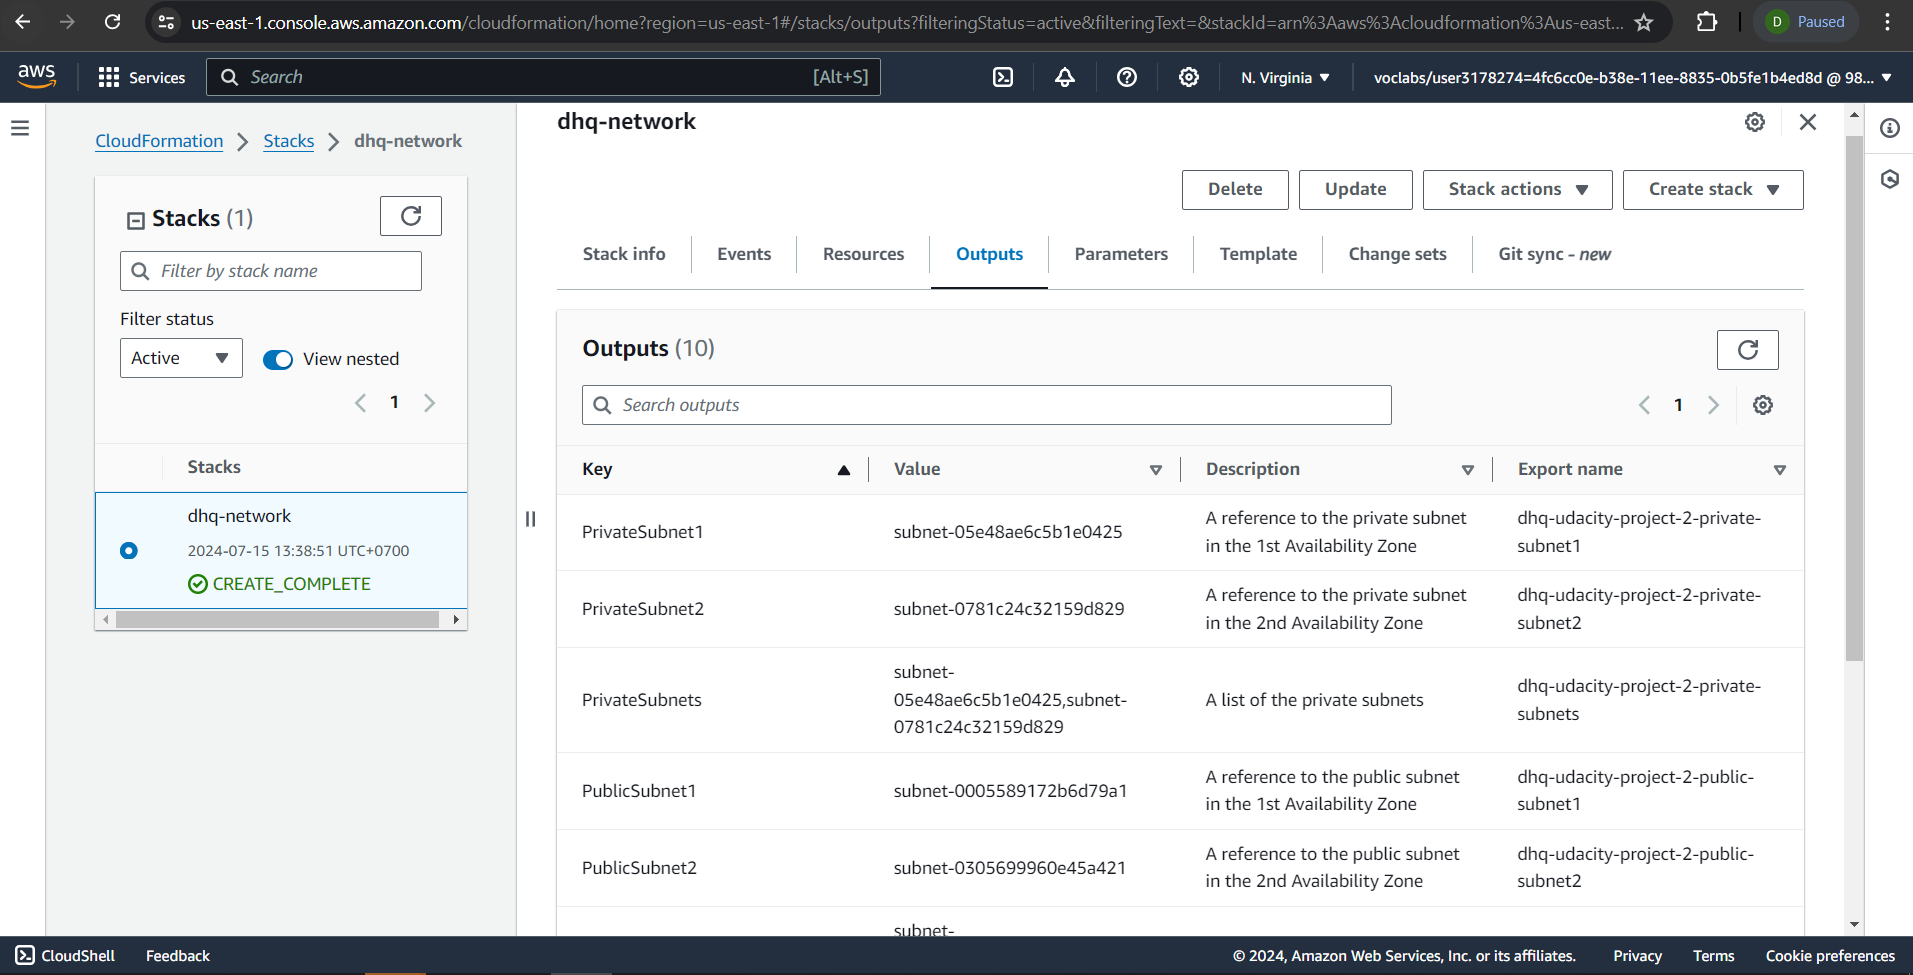 us-east-1.console.aws.amazon.com/cloudformation/home?region=us-east-1#/stacks/outputs?filteringStatus=active&filteringText=&stackId=arn%3Aaws%3Acloudformation%3Aus-east...
D Paused
aws
Services
Search [Alt+S]
N. Virginia
voclabs/user3178274=4fc6cc0e-b38e-11ee-8835-0b5fe1b4ed8d @ 98...
CloudFormation
Stacks
dhq-network
Stacks (1)
Filter by stack name
Filter status
Active
View nested
1
Stacks
dhq-network
2024-07-15 13:38:51 UTC+0700
CREATE_COMPLETE
dhq-network
Delete
Update
Stack actions
Create stack
Stack info
Events
Resources
Outputs
Parameters
Template
Change sets
Git sync - new
Outputs (10)
Search outputs
1
Key
Value
Description
Export name
PrivateSubnet1
subnet-05e48ae6c5b1e0425
A reference to the private subnet
in the 1st Availability Zone
dhq-udacity-project-2-private-
subnet1
PrivateSubnet2
subnet-0781c24c32159d829
A reference to the private subnet
in the 2nd Availability Zone
dhq-udacity-project-2-private-
subnet2
PrivateSubnets
subnet-
05e48ae6c5b1e0425,subnet-
0781c24c32159d829
A list of the private subnets
dhq-udacity-project-2-private-
subnets
PublicSubnet1
subnet-0005589172b6d79a1
A reference to the public subnet
in the 1st Availability Zone
dhq-udacity-project-2-public-
subnet1
PublicSubnet2
subnet-0305699960e45a421
A reference to the public subnet
in the 2nd Availability Zone
dhq-udacity-project-2-public-
subnet2
subnet-
CloudShell
Feedback
© 2024, Amazon Web Services, Inc. or its affiliates.
Privacy
Terms
Cookie preferences